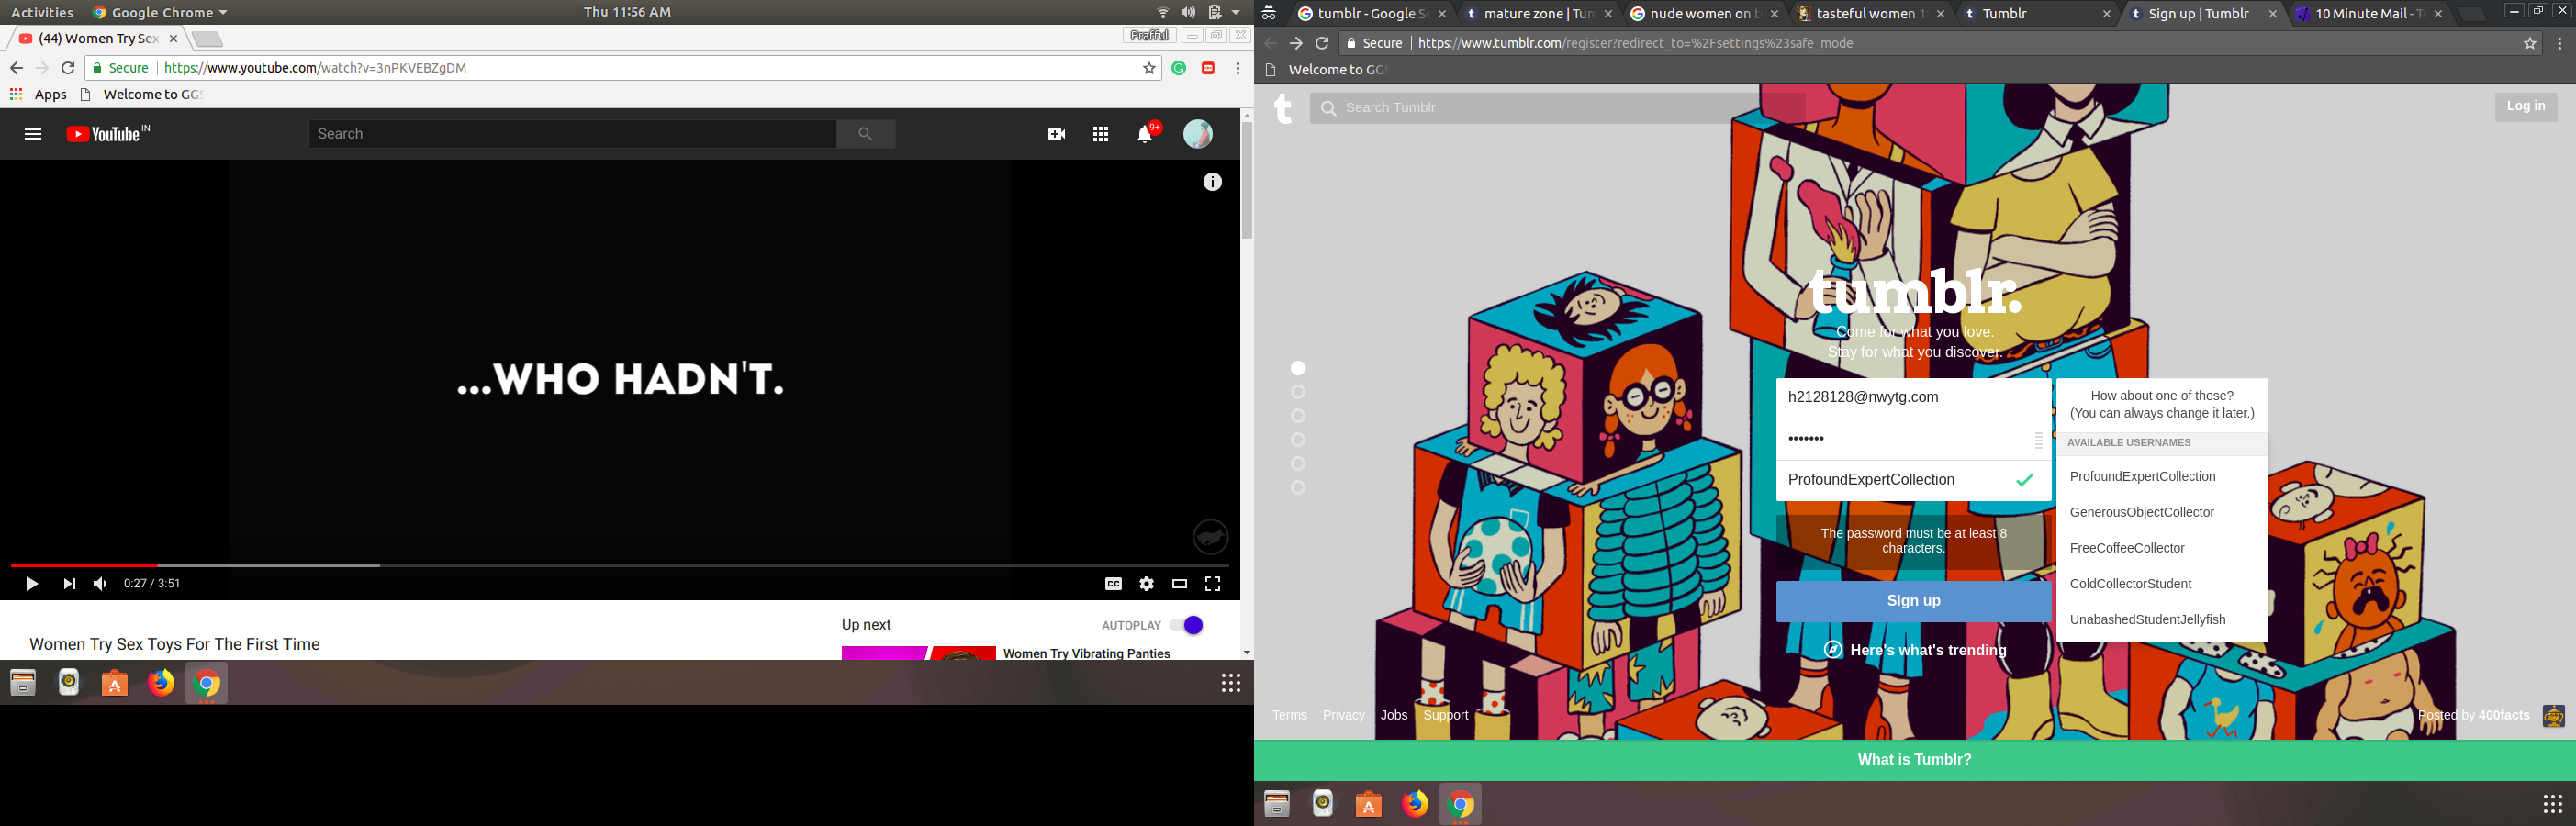 Activities Google Chrome Thu 11:56 AM
(44) Women Try Sex
Prafful
Secure https://www.youtube.com/watch?v=3nPKVEBZgDM
Apps Welcome to GGS
YouTube IN Search 9+
...WHO HADN'T.
0:27 / 3:51 CC
Women Try Sex Toys For The First Time
Up next AUTOPLAY
Women Try Vibrating Panties
tumblr - Google Se mature zone | Tum nude women on t tasteful women 1 Tumblr Sign up | Tumblr 10 Minute Mail - T
Secure https://www.tumblr.com/register?redirect_to=%2Fsettings%23safe_mode
Welcome to GGS
t Search Tumblr Log in
tumblr.
Come for what you love.
Stay for what you discover.
h2128128@nwytg.com
•••••••
ProfoundExpertCollection
The password must be at least 8
characters.
Sign up
Here's what's trending
How about one of these?
(You can always change it later.)
AVAILABLE USERNAMES
ProfoundExpertCollection
GenerousObjectCollector
FreeCoffeeCollector
ColdCollectorStudent
UnabashedStudentJellyfish
Terms Privacy Jobs Support
Posted by 400facts
What is Tumblr?